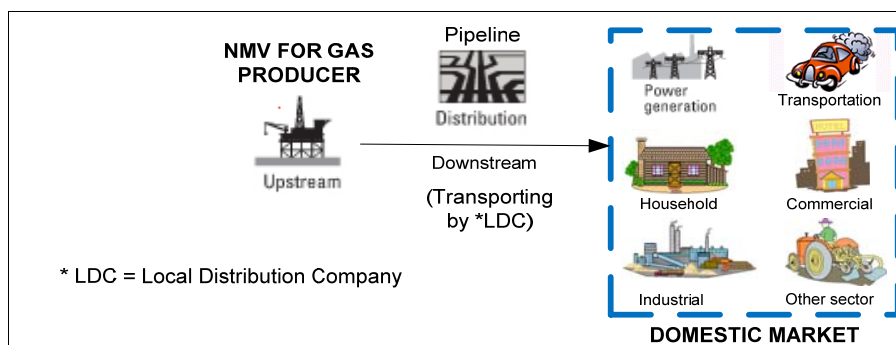 NMV FOR GAS
PRODUCER
Upstream
Pipeline
Distribution
Downstream
(Transporting
by *LDC)
* LDC = Local Distribution Company
Power
generation
Transportation
HOTEL
Household
Commercial
Industrial
Other sector
DOMESTIC MARKET